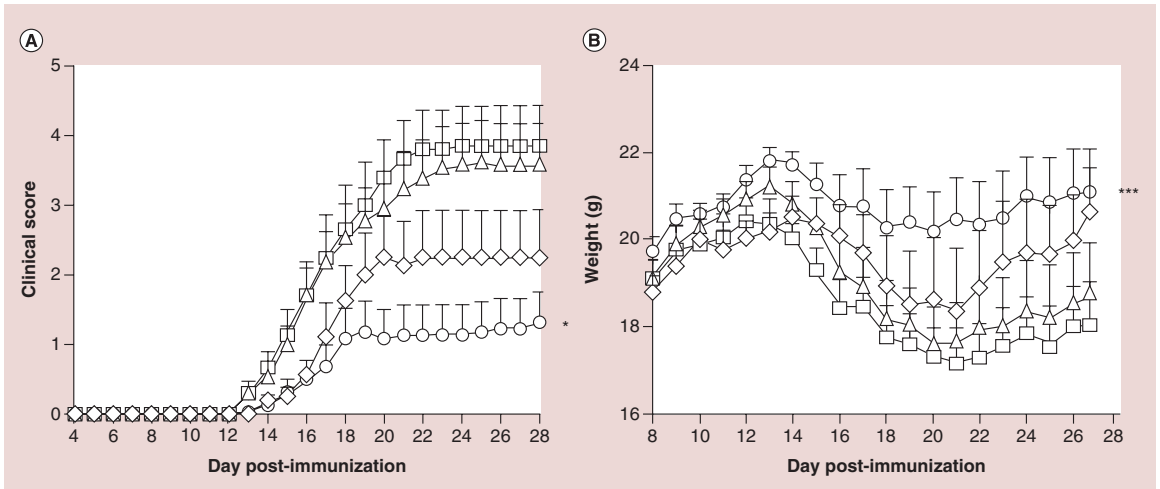 A
5
4
3
2
1
0
Clinical score
4 6 8 10 12 14 16 18 20 22 24 26 28
Day post-immunization
*
B
24
22
20
18
16
Weight (g)
8 10 12 14 16 18 20 22 24 26 28
Day post-immunization
***